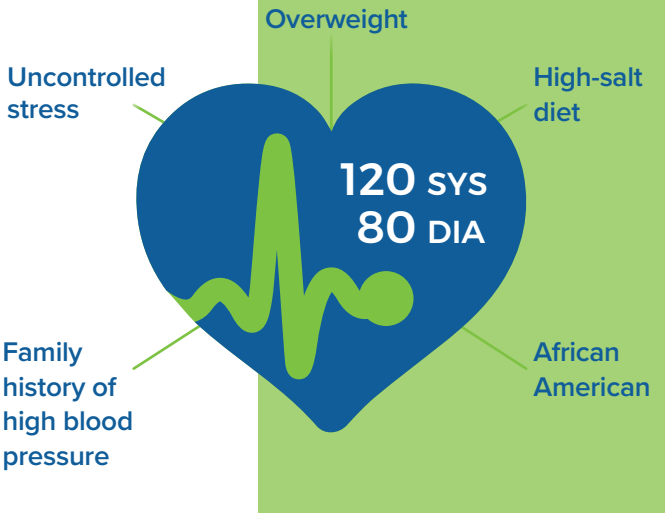 Overweight
Uncontrolled
stress
High-salt
diet
120 SYS
80 DIA
Family
history of
high blood
pressure
African
American